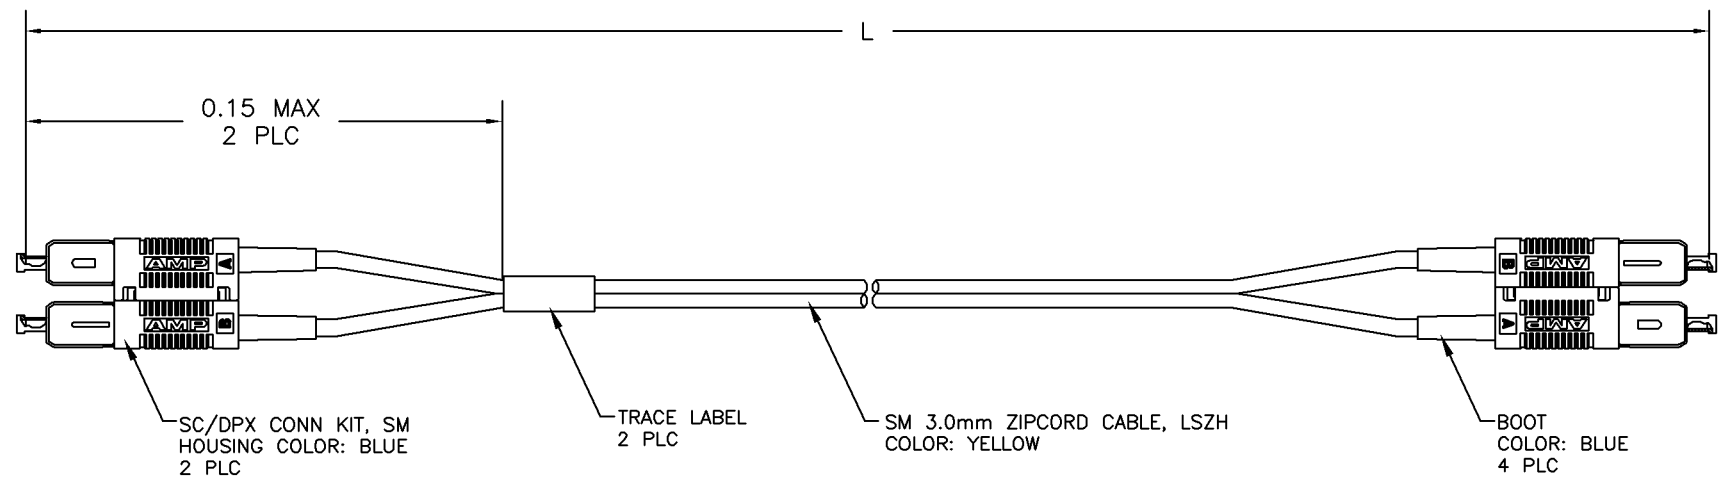 L
0.15 MAX
2 PLC
AMP
A
AMP
B
B
AMP
A
AMP
SC/DPX CONN KIT, SM
HOUSING COLOR: BLUE
2 PLC
TRACE LABEL
2 PLC
SM 3.0mm ZIPCORD CABLE, LSZH
COLOR: YELLOW
BOOT
COLOR: BLUE
4 PLC